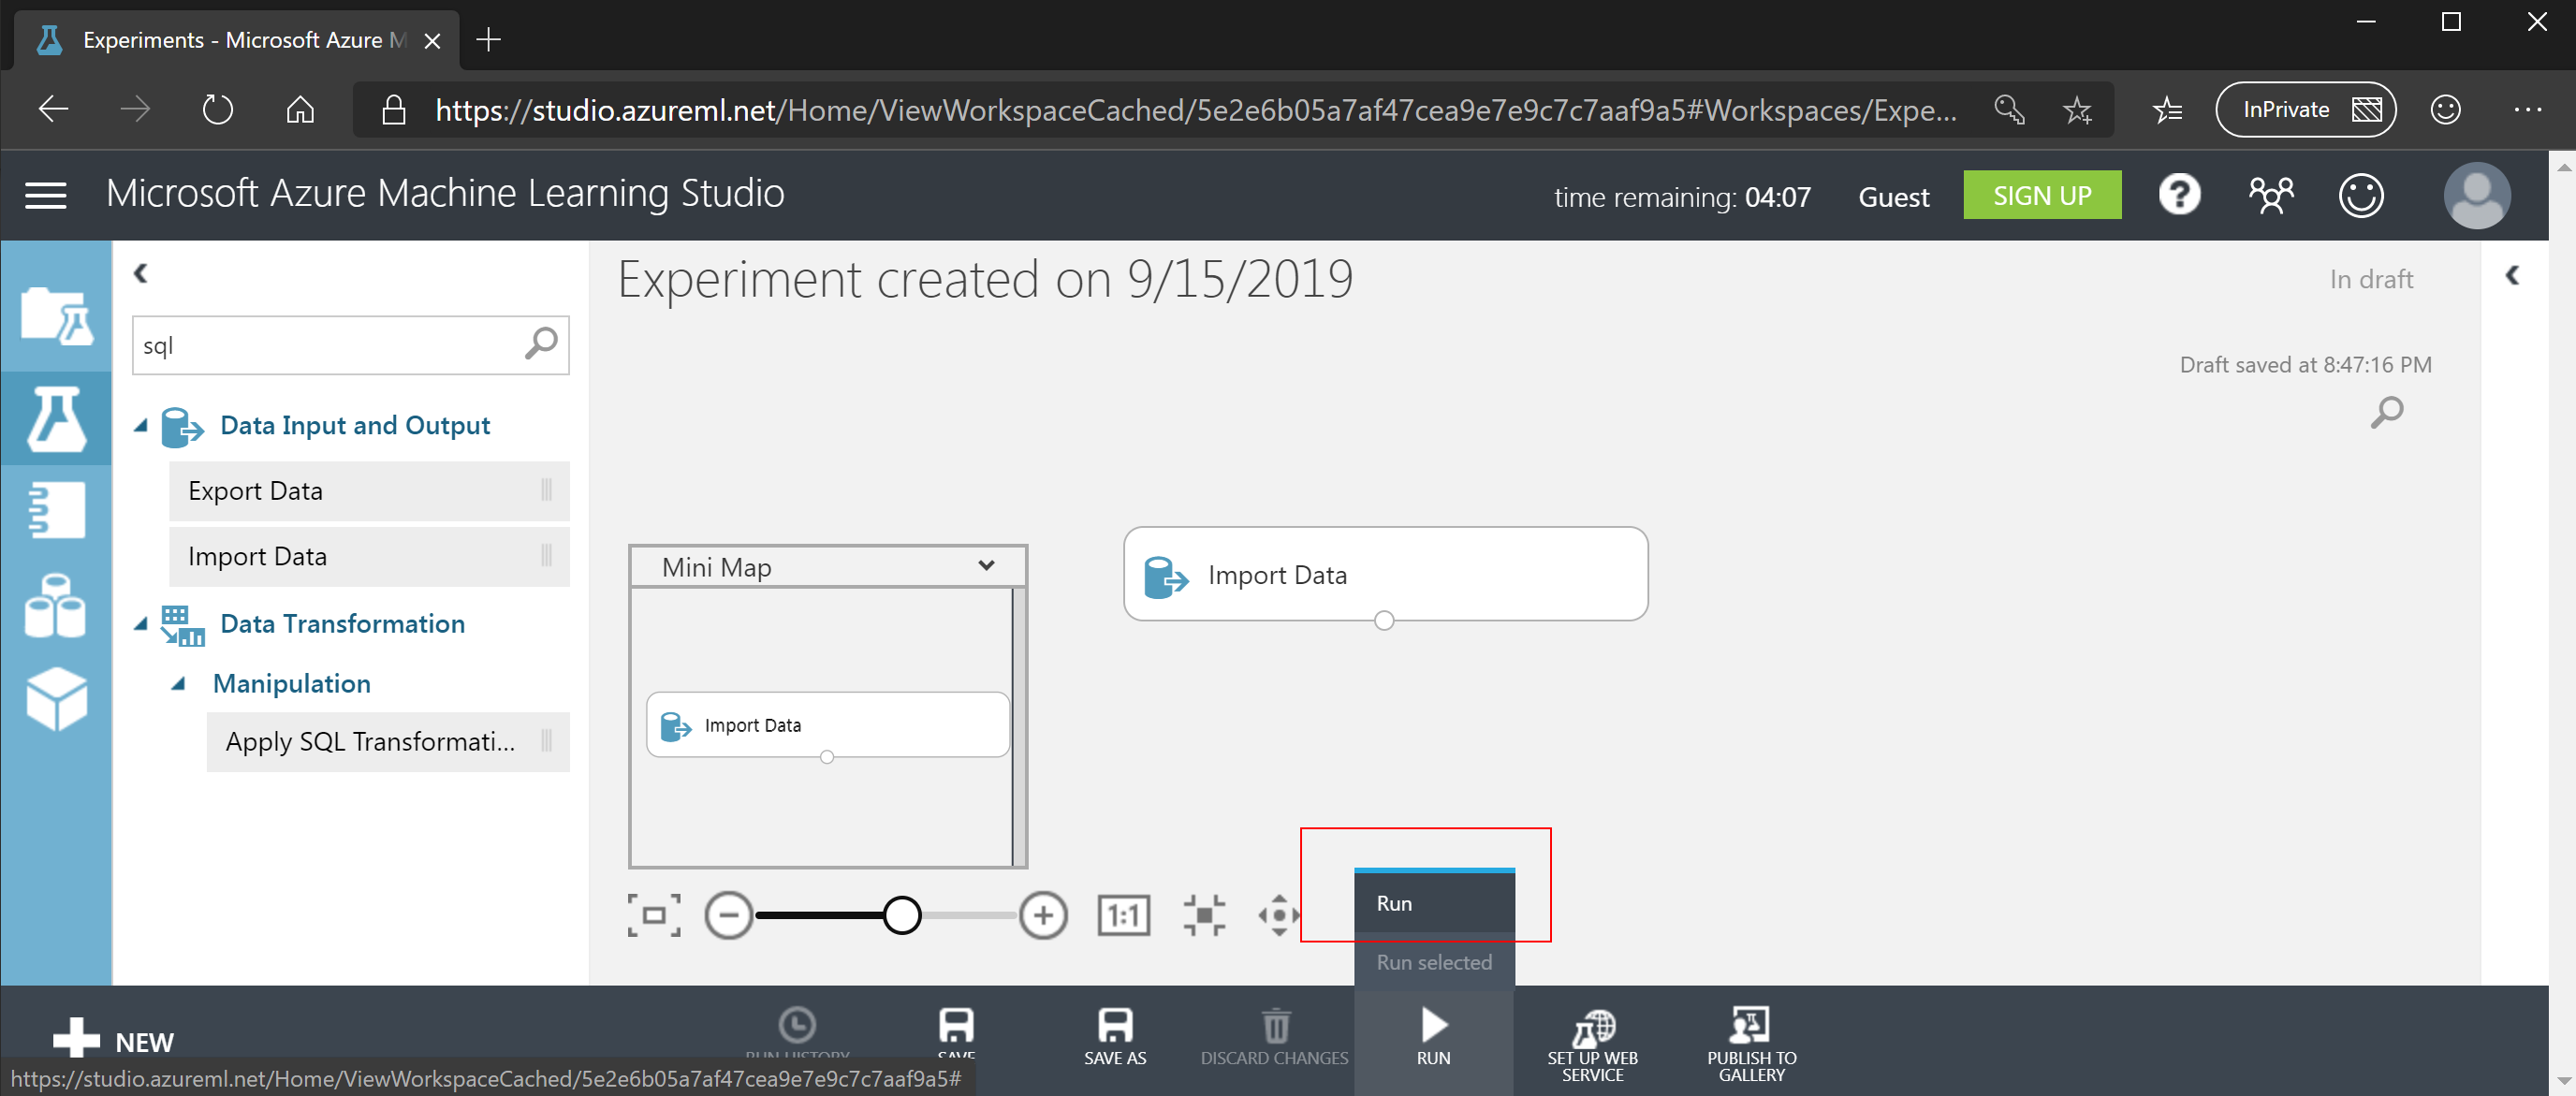 Experiments - Microsoft Azure M
https://studio.azureml.net/Home/ViewWorkspaceCached/5e2e6b05a7af47cea9e7e9c7c7aaf9a5#Workspaces/Expe...
InPrivate
Microsoft Azure Machine Learning Studio
time remaining: 04:07
Guest
SIGN UP
?
Experiment created on 9/15/2019
In draft
sql
Draft saved at 8:47:16 PM
Data Input and Output
Export Data
Import Data
Data Transformation
Manipulation
Apply SQL Transformati...
Mini Map
Import Data
Import Data
1:1
Run
Run selected
NEW
RUN HISTORY
SAVE
SAVE AS
DISCARD CHANGES
RUN
SET UP WEB
SERVICE
PUBLISH TO
GALLERY
https://studio.azureml.net/Home/ViewWorkspaceCached/5e2e6b05a7af47cea9e7e9c7c7aaf9a5#